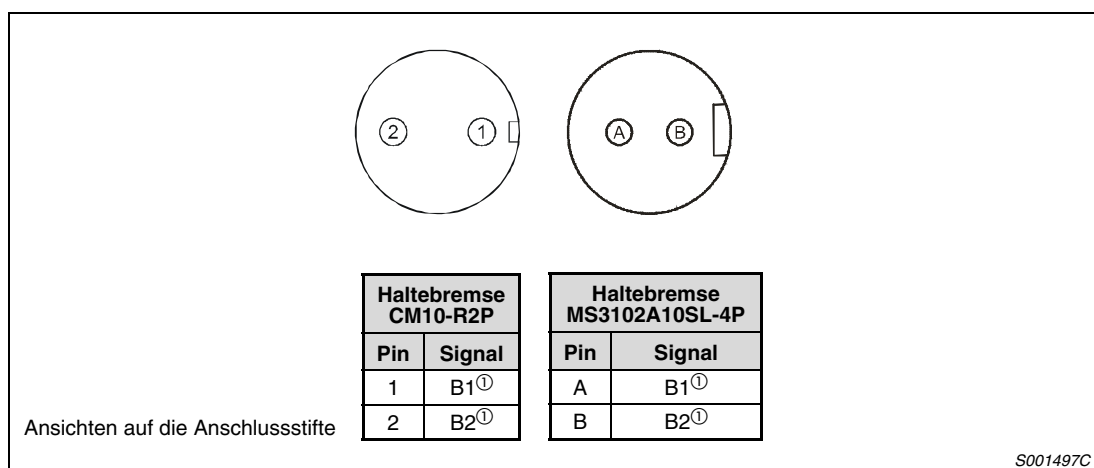 2 1 A B
Haltebremse
CM10-R2P
Pin Signal
1 B1①
2 B2①
Haltebremse
MS3102A10SL-4P
Pin Signal
A B1①
B B2①
Ansichten auf die Anschlussstifte
S001497C